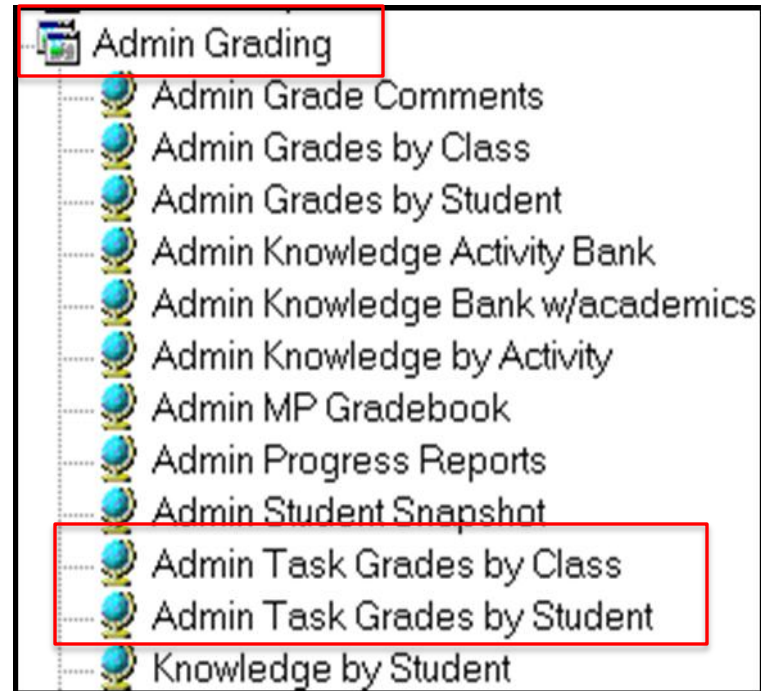 Admin Grading
Admin Grade Comments
Admin Grades by Class
Admin Grades by Student
Admin Knowledge Activity Bank
Admin Knowledge Bank w/academics
Admin Knowledge by Activity
Admin MP Gradebook
Admin Progress Reports
Admin Student Snapshot
Admin Task Grades by Class
Admin Task Grades by Student
Knowledge by Student